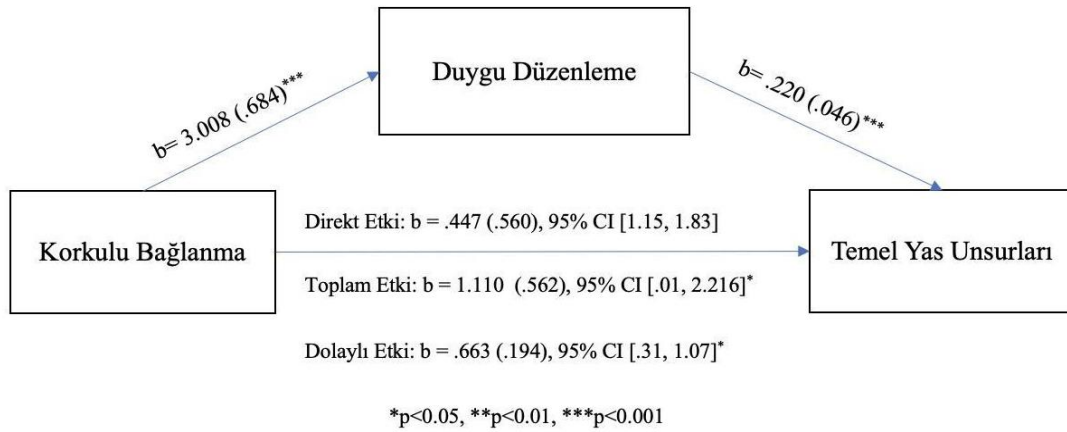 Duygu Düzenleme
b= 3.008 (.684)***
b= .220 (.046)***
Korkulu Bağlanma
Direkt Etki: b = .447 (.560), 95% CI [1.15, 1.83]
Toplam Etki: b = 1.110 (.562), 95% CI [.01, 2.216]*
Dolaylı Etki: b = .663 (.194), 95% CI [.31, 1.07]*
Temel Yas Unsurları
*p<0.05, **p<0.01, ***p<0.001